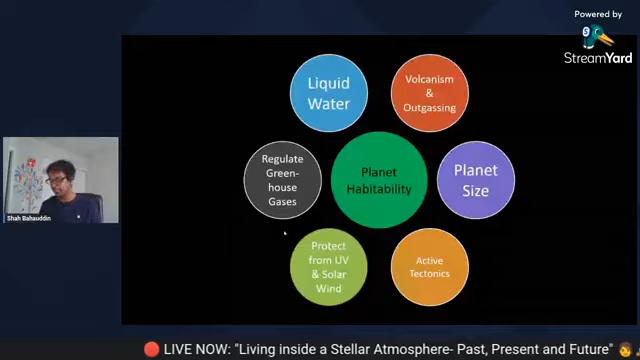 Powered by
StreamYard
Liquid
Water
Volcanism
&
Outgassing
Regulate
Green-
house
Gases
Planet
Habitability
Planet
Size
Protect
from UV
& Solar
Wind
Active
Tectonics
Shah Bahauddin
LIVE NOW: "Living inside a Stellar Atmosphere- Past, Present and Future"